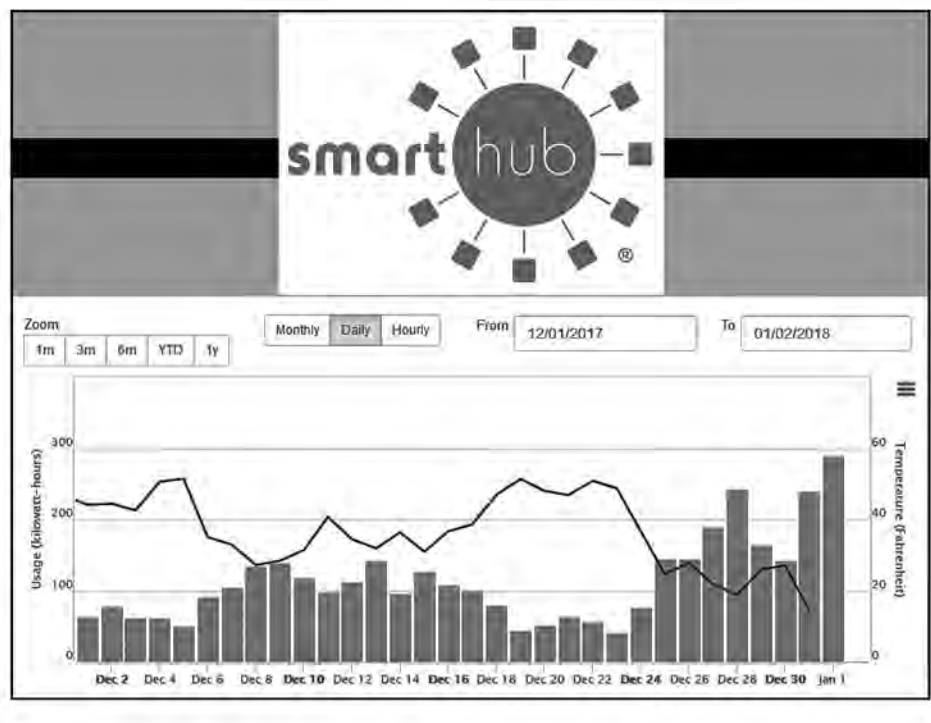 smart hub
®
Zoom
1m 3m 6m YTD 1y
Monthly Daily Hourly
From 12/01/2017
To 01/02/2018
Usage (kilowatt-hours)
300
200
100
0
Temperature (Fahrenheit)
60
40
20
0
Dec 2 Dec 4 Dec 6 Dec 8 Dec 10 Dec 12 Dec 14 Dec 16 Dec 18 Dec 20 Dec 22 Dec 24 Dec 26 Dec 28 Dec 30 Jan 1